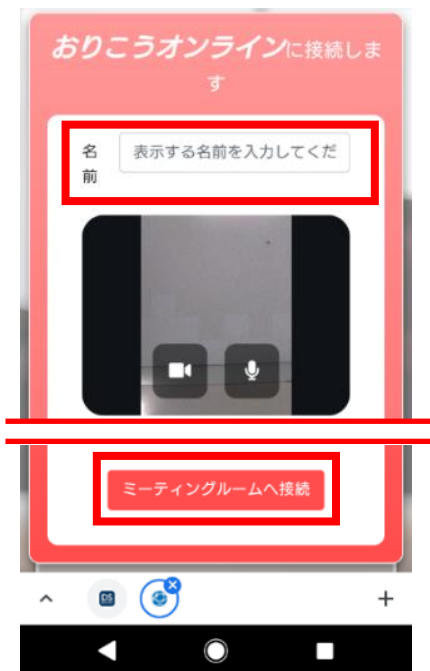 おりこうオンラインに接続しま
す
名 表示する名前を入力してくだ
前
ミーティングルームへ接続
DS